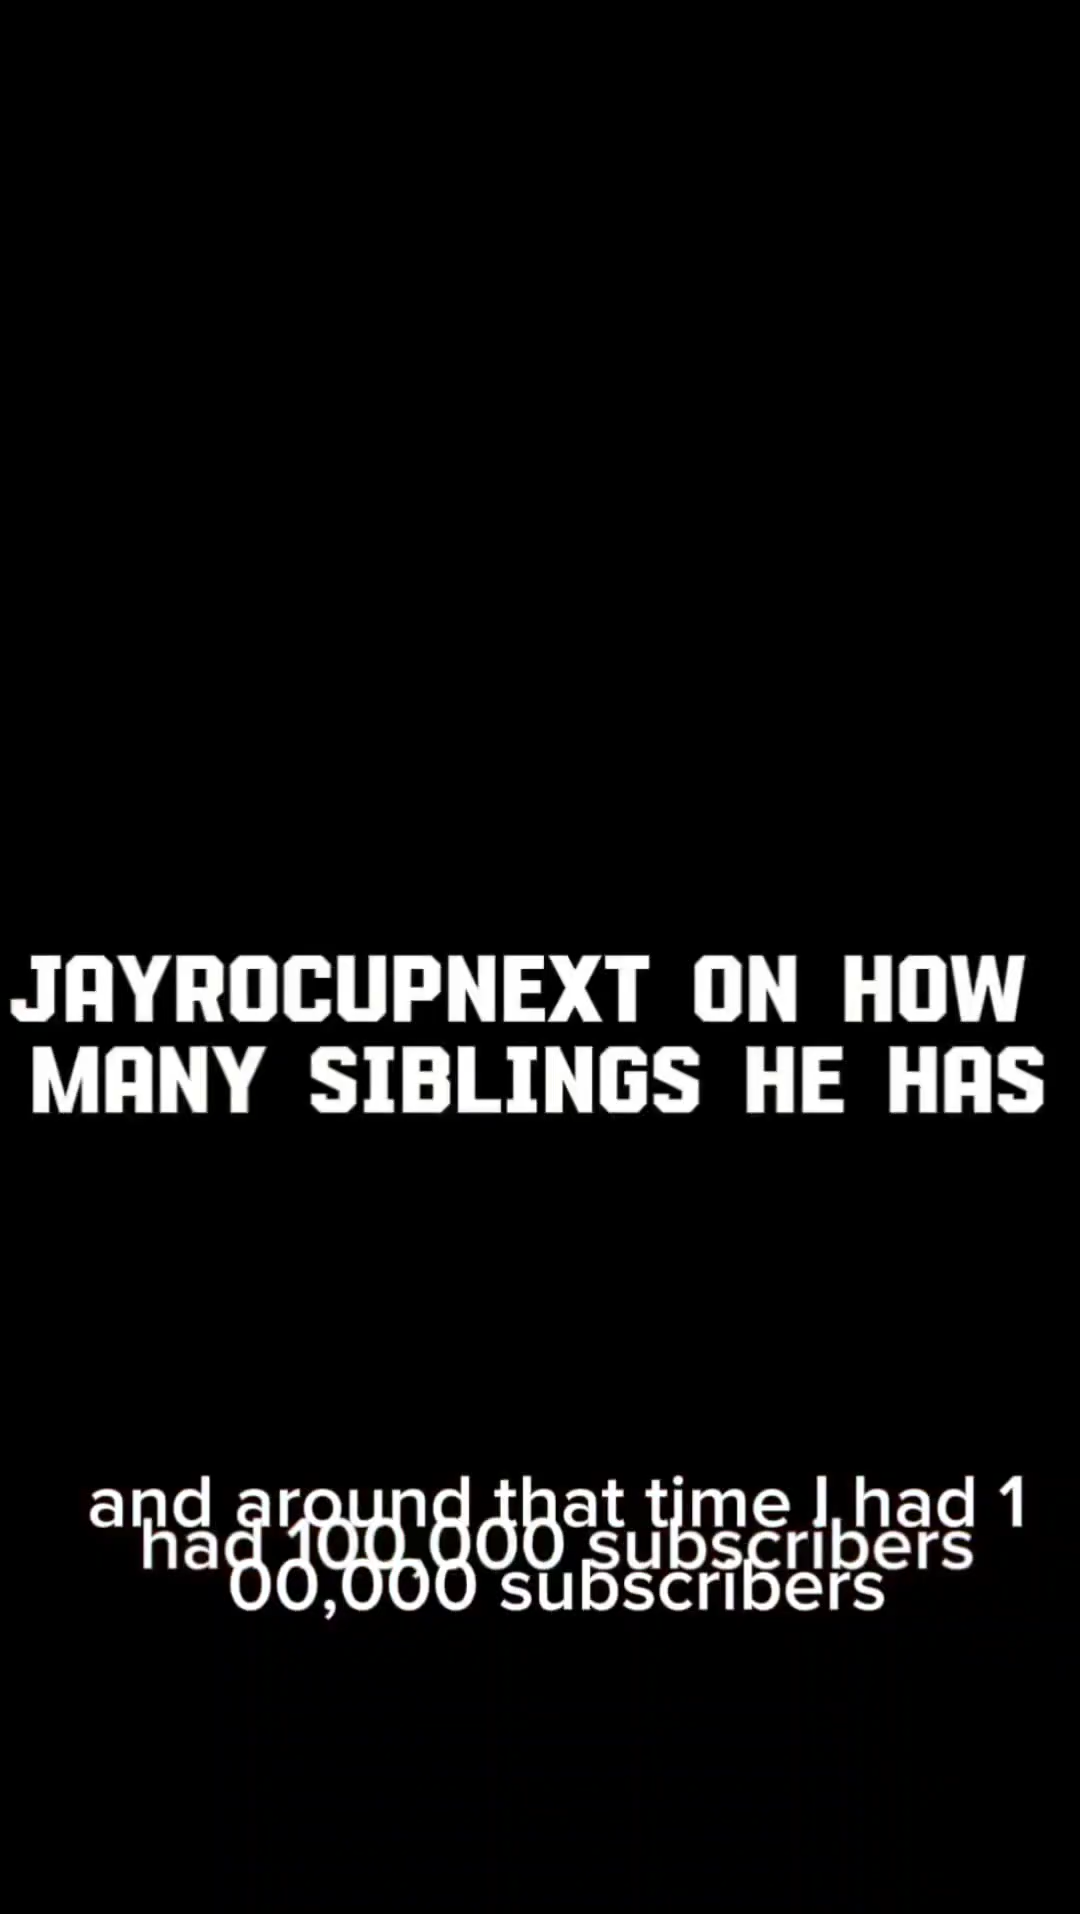 JAYROCUPNEXT ON HOW
MANY SIBLINGS HE HAS
and around that time I had 1
had 100,000 subscribers
00,000 subscribers